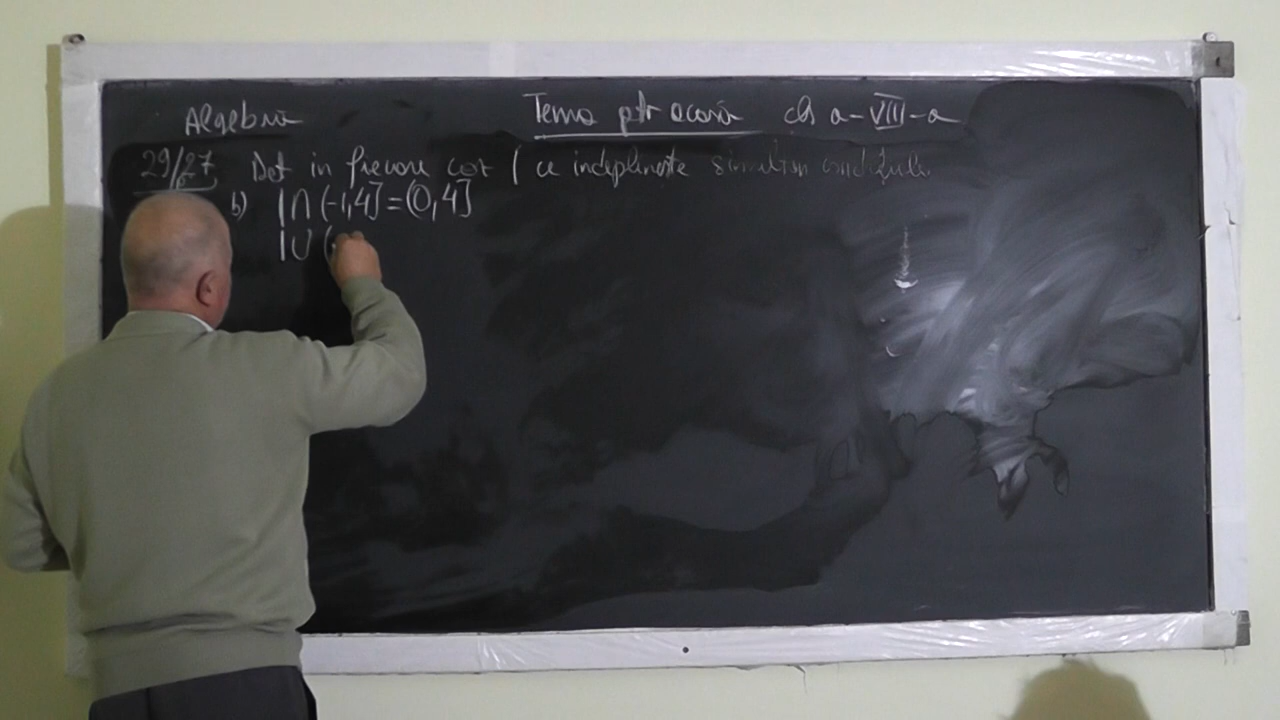 Algebra
Tema ptr acasă cls a-VIII-a
29/27 Det in fiecare caz I ce indeplineste simultan condițiile
b) I∩(-1,4]=(0,4]
I∪(